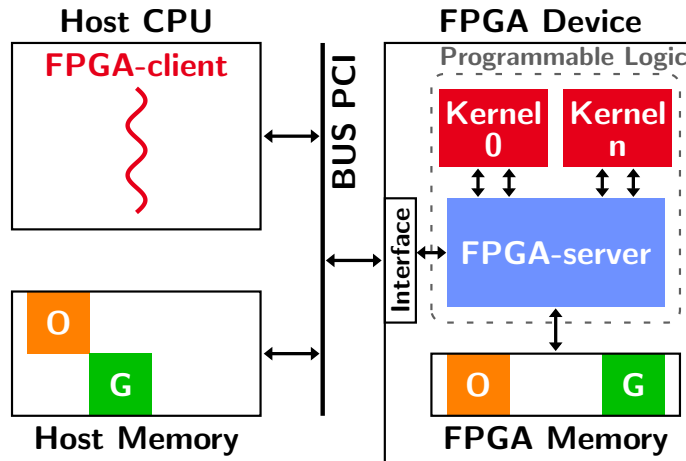 Host CPU
FPGA-client
BUS PCI
O
G
Host Memory
FPGA Device
Programmable Logic
Kernel
0
Kernel
n
Interface
FPGA-server
O
G
FPGA Memory